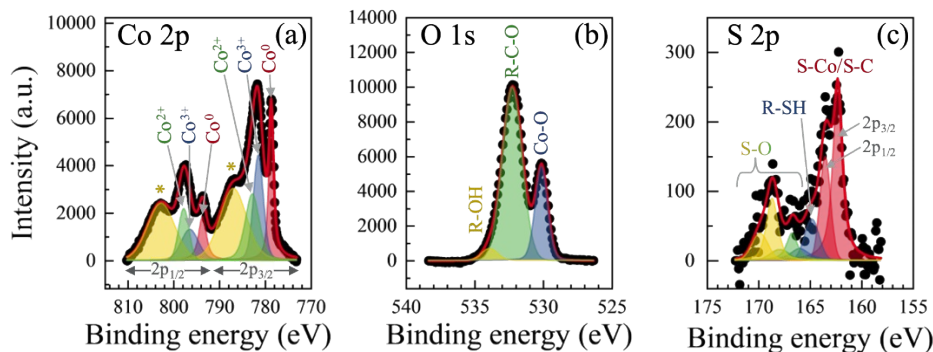 Intensity (a.u.)
Co 2p
(a)
8000
10000
6000
4000
2000
0
Co²⁺
Co³⁺
Co⁰
Co²⁺
Co³⁺
Co⁰
*
*
2p₁/₂
2p₃/₂
810 800 790 780 770
Binding energy (eV)
O 1s
(b)
14000
12000
10000
8000
6000
4000
2000
0
R-OH
R-C-O
Co-O
540 535 530 525
Binding energy (eV)
S 2p
(c)
300
200
100
0
S-Co/S-C
R-SH
S-O
2p₃/₂
2p₁/₂
175 170 165 160 155
Binding energy (eV)